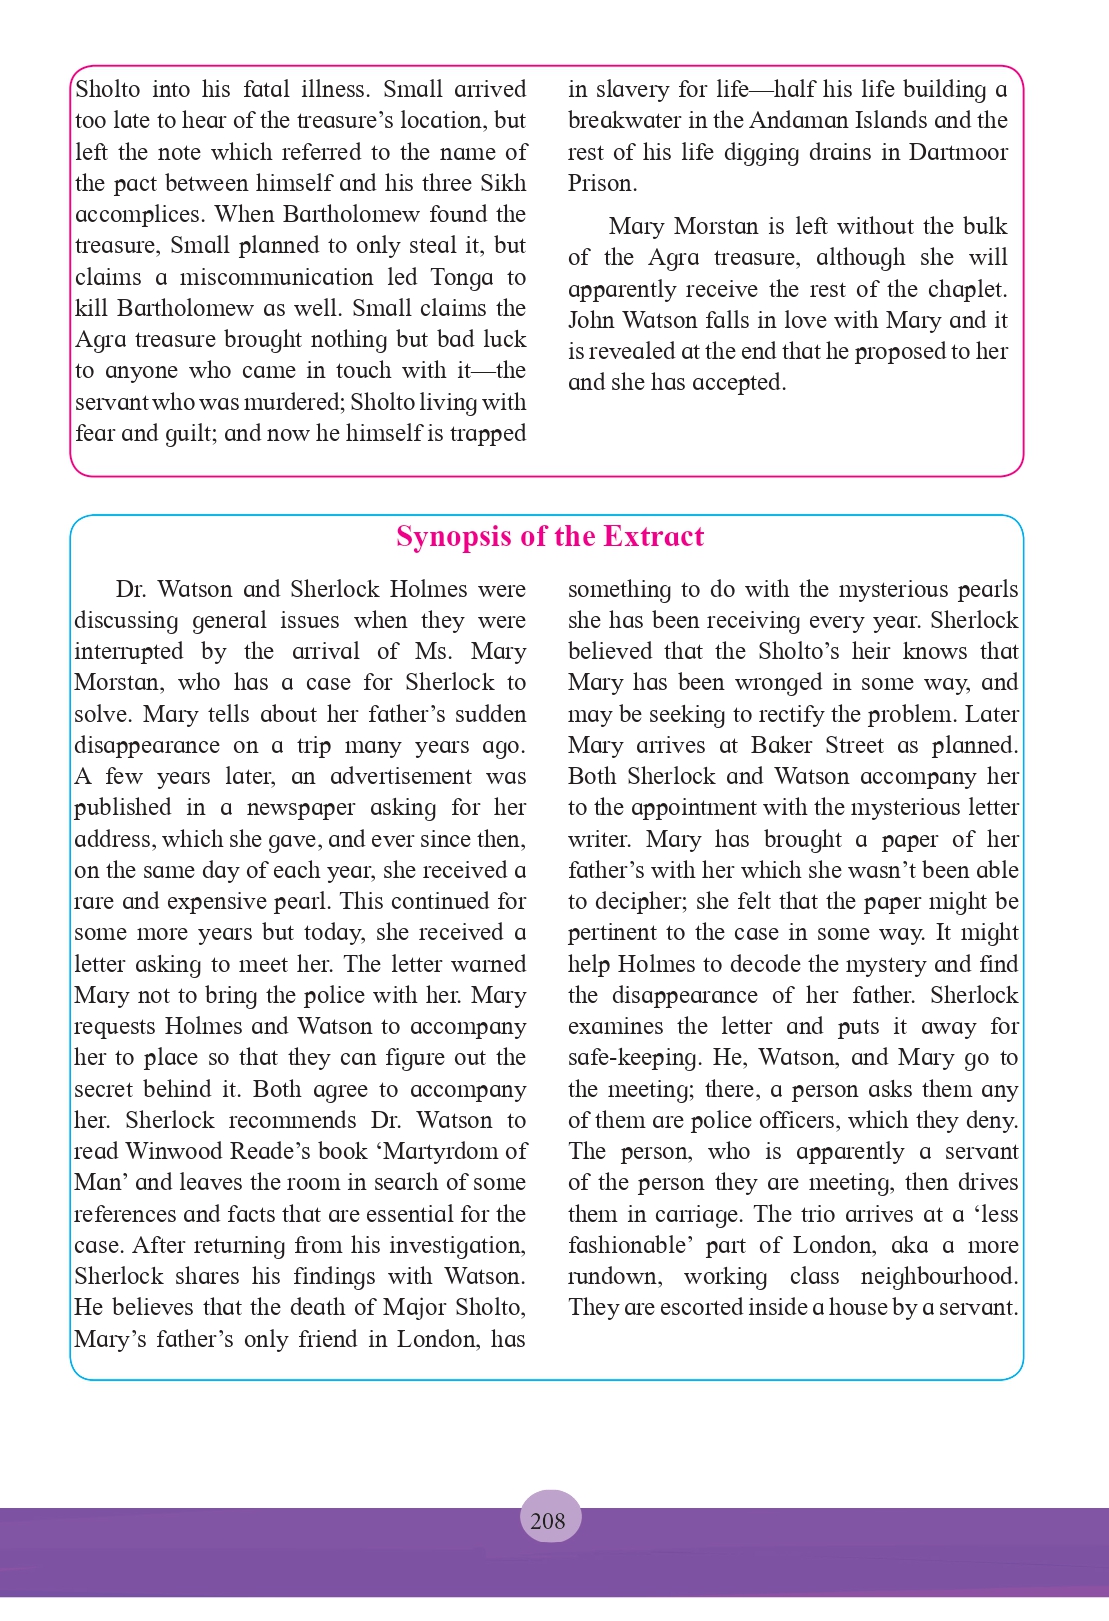 Sholto into his fatal illness. Small arrived
too late to hear of the treasure's location, but
left the note which referred to the name of
the pact between himself and his three Sikh
accomplices. When Bartholomew found the
treasure, Small planned to only steal it, but
claims a miscommunication led Tonga to
kill Bartholomew as well. Small claims the
Agra treasure brought nothing but bad luck
to anyone who came in touch with it—the
servant who was murdered; Sholto living with
fear and guilt; and now he himself is trapped
in slavery for life—half his life building a
breakwater in the Andaman Islands and the
rest of his life digging drains in Dartmoor
Prison.
Mary Morstan is left without the bulk
of the Agra treasure, although she will
apparently receive the rest of the chaplet.
John Watson falls in love with Mary and it
is revealed at the end that he proposed to her
and she has accepted.
Synopsis of the Extract
Dr. Watson and Sherlock Holmes were
discussing general issues when they were
interrupted by the arrival of Ms. Mary
Morstan, who has a case for Sherlock to
solve. Mary tells about her father's sudden
disappearance on a trip many years ago.
A few years later, an advertisement was
published in a newspaper asking for her
address, which she gave, and ever since then,
on the same day of each year, she received a
rare and expensive pearl. This continued for
some more years but today, she received a
letter asking to meet her. The letter warned
Mary not to bring the police with her. Mary
requests Holmes and Watson to accompany
her to place so that they can figure out the
secret behind it. Both agree to accompany
her. Sherlock recommends Dr. Watson to
read Winwood Reade's book ‘Martyrdom of
Man’ and leaves the room in search of some
references and facts that are essential for the
case. After returning from his investigation,
Sherlock shares his findings with Watson.
He believes that the death of Major Sholto,
Mary's father's only friend in London, has
something to do with the mysterious pearls
she has been receiving every year. Sherlock
believed that the Sholto's heir knows that
Mary has been wronged in some way, and
may be seeking to rectify the problem. Later
Mary arrives at Baker Street as planned.
Both Sherlock and Watson accompany her
to the appointment with the mysterious letter
writer. Mary has brought a paper of her
father's with her which she wasn't been able
to decipher; she felt that the paper might be
pertinent to the case in some way. It might
help Holmes to decode the mystery and find
the disappearance of her father. Sherlock
examines the letter and puts it away for
safe-keeping. He, Watson, and Mary go to
the meeting; there, a person asks them any
of them are police officers, which they deny.
The person, who is apparently a servant
of the person they are meeting, then drives
them in carriage. The trio arrives at a ‘less
fashionable’ part of London, aka a more
rundown, working class neighbourhood.
They are escorted inside a house by a servant.
208